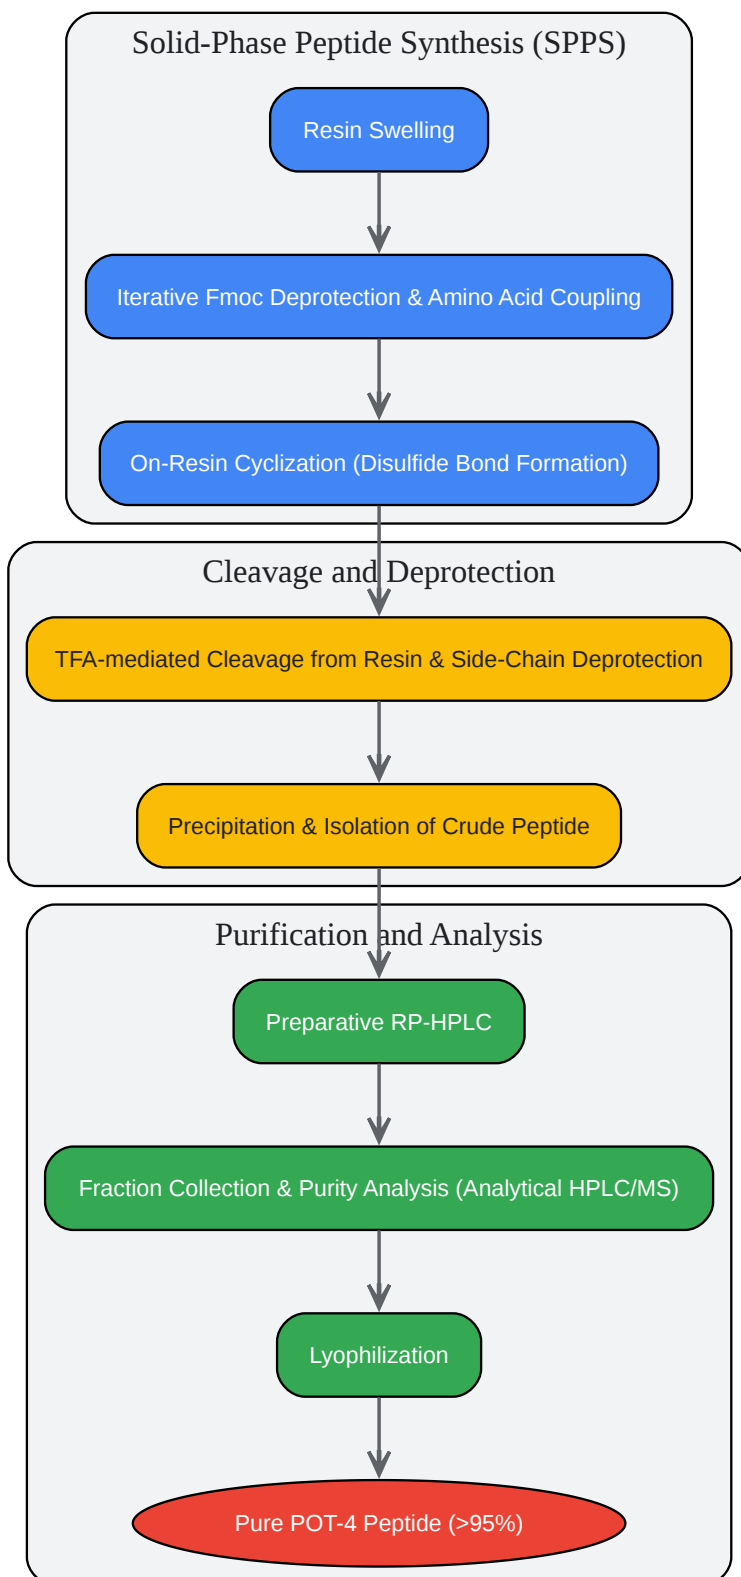 Solid-Phase Peptide Synthesis (SPPS)
Resin Swelling
Iterative Fmoc Deprotection & Amino Acid Coupling
On-Resin Cyclization (Disulfide Bond Formation)
Cleavage and Deprotection
TFA-mediated Cleavage from Resin & Side-Chain Deprotection
Precipitation & Isolation of Crude Peptide
Purification and Analysis
Preparative RP-HPLC
Fraction Collection & Purity Analysis (Analytical HPLC/MS)
Lyophilization
Pure POT-4 Peptide (>95%)